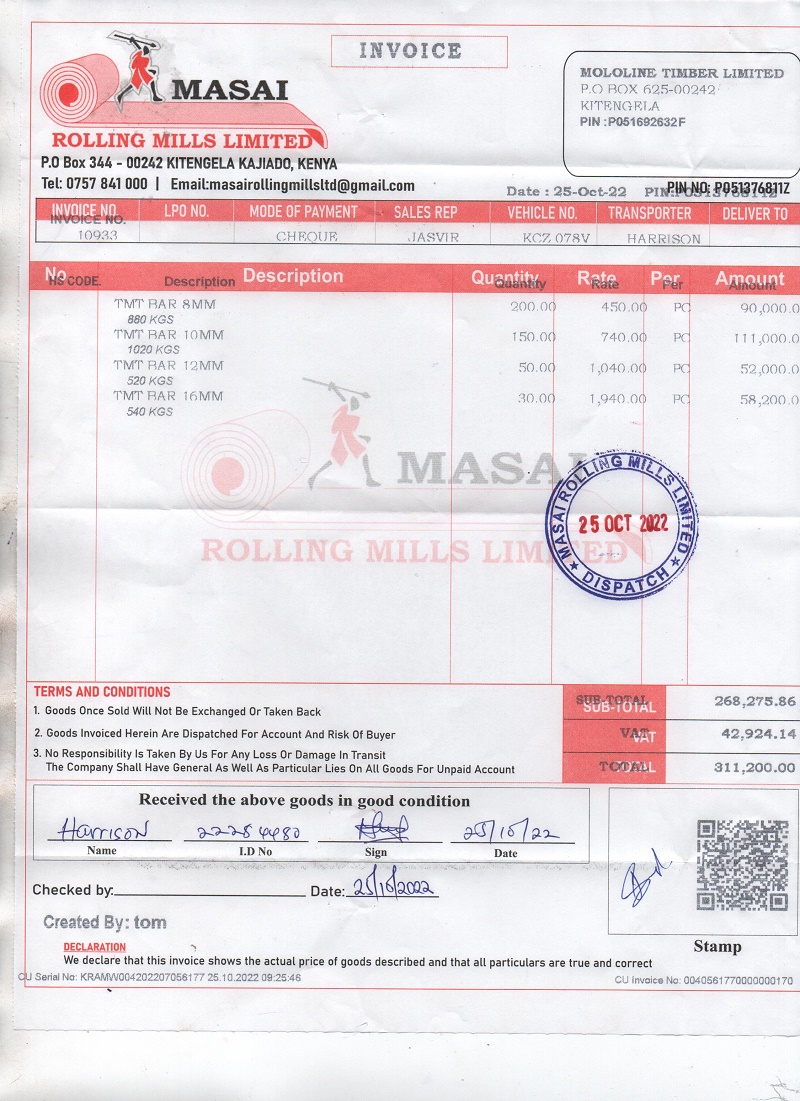 INVOICE
MASAI
ROLLING MILLS LIMITED
P.O Box 344 - 00242 KITENGELA KAJIADO, KENYA
Tel: 0757 841 000 | Email:masairollingmillsltd@gmail.com
MOLOLINE TIMBER LIMITED
P.O BOX 625-00242
KITENGELA
PIN :P051692632F
Date : 25-Oct-22 PIN NO: P051376811Z
INVOICE NO. LPO NO. MODE OF PAYMENT SALES REP VEHICLE NO. TRANSPORTER DELIVER TO
INVOICE NO.
10933 CHEQUE JASVIR KCZ 078V HARRISON
No. Description Quantity Rate Per Amount
HS CODE. Description Quantity Rate Per Amount
TMT BAR 8MM 200.00 450.00 PC 90,000.0
880 KGS
TMT BAR 10MM 150.00 740.00 PC 111,000.0
1020 KGS
TMT BAR 12MM 50.00 1,040.00 PC 52,000.0
520 KGS
TMT BAR 16MM 30.00 1,940.00 PC 58,200.0
540 KGS
MASAI
ROLLING MILLS LIMITED
MASAI ROLLING MILLS LIMITED
25 OCT 2022
★ DISPATCH ★
TERMS AND CONDITIONS
1. Goods Once Sold Will Not Be Exchanged Or Taken Back
2. Goods Invoiced Herein Are Dispatched For Account And Risk Of Buyer
3. No Responsibility Is Taken By Us For Any Loss Or Damage In Transit
The Company Shall Have General As Well As Particular Lies On All Goods For Unpaid Account
SUB-TOTAL SUB-TOTAL 268,275.86
VAT VAT 42,924.14
TOTAL TOTAL 311,200.00
Received the above goods in good condition
Harrison 22254480 25/10/22
Name I.D No Sign Date
Checked by: Date: 25/10/2022
Created By: tom
Stamp
DECLARATION
We declare that this invoice shows the actual price of goods described and that all particulars are true and correct
CU Serial No: KRAMW004202207056177 25.10.2022 09:25:46
CU Invoice No: 0040561770000000170